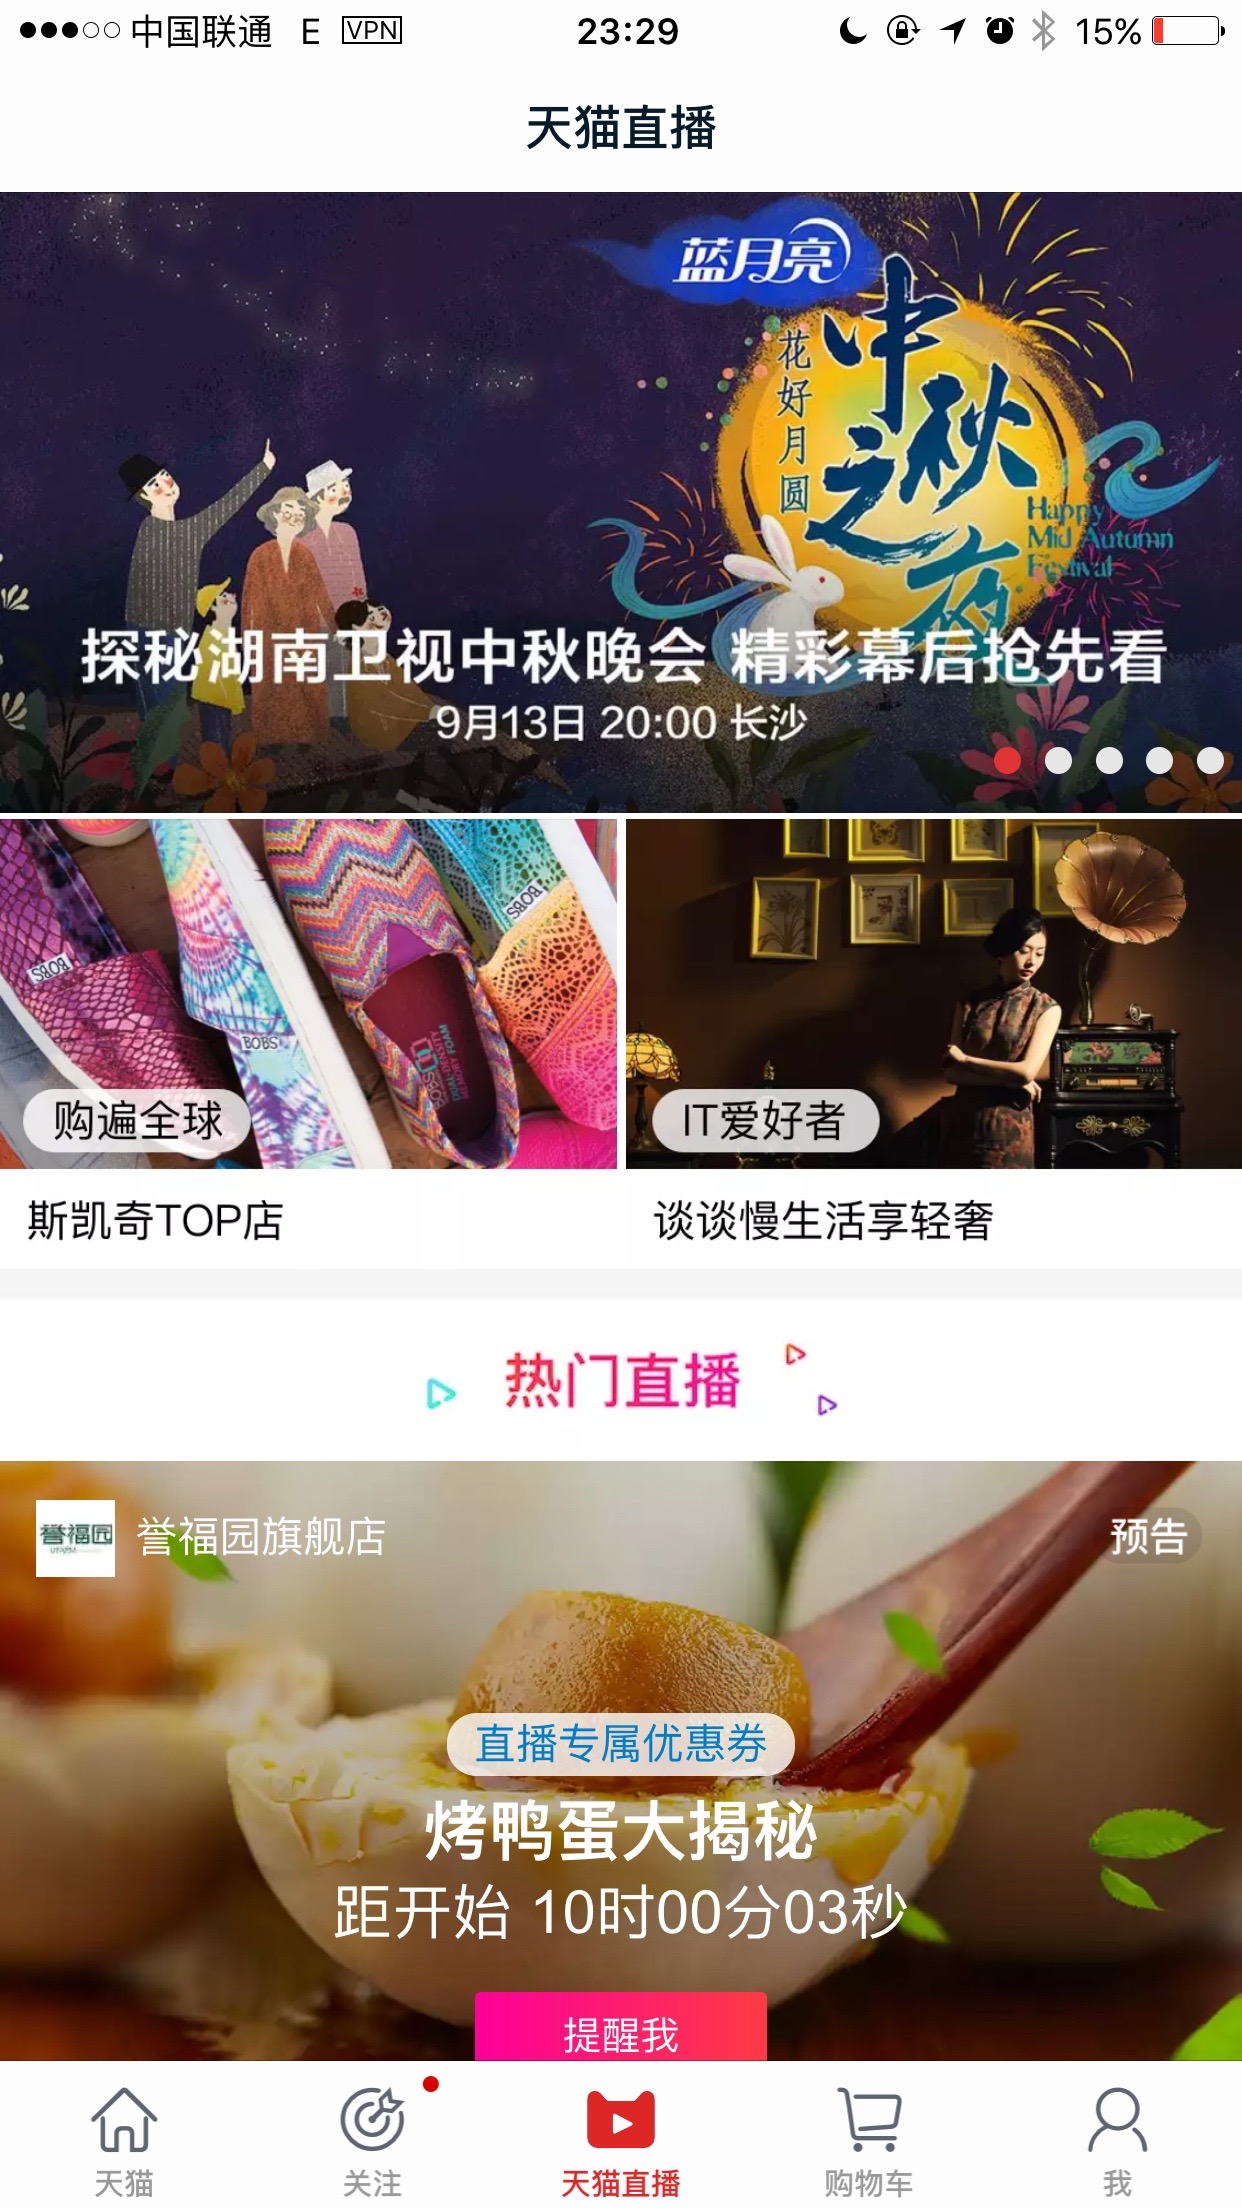 中国联通 E VPN 23:29 15%
天猫直播
蓝月亮
花好月圆
中秋之夜
Happy
Mid Autumn
Festival
探秘湖南卫视中秋晚会 精彩幕后抢先看
9月13日 20:00 长沙
BOBS
BOBS
BOBS
购遍全球
IT爱好者
斯凯奇TOP店
谈谈慢生活享轻奢
热门直播
誉福园
誉福园旗舰店
预告
直播专属优惠券
烤鸭蛋大揭秘
距开始 10时00分03秒
提醒我
天猫
关注
天猫直播
购物车
我